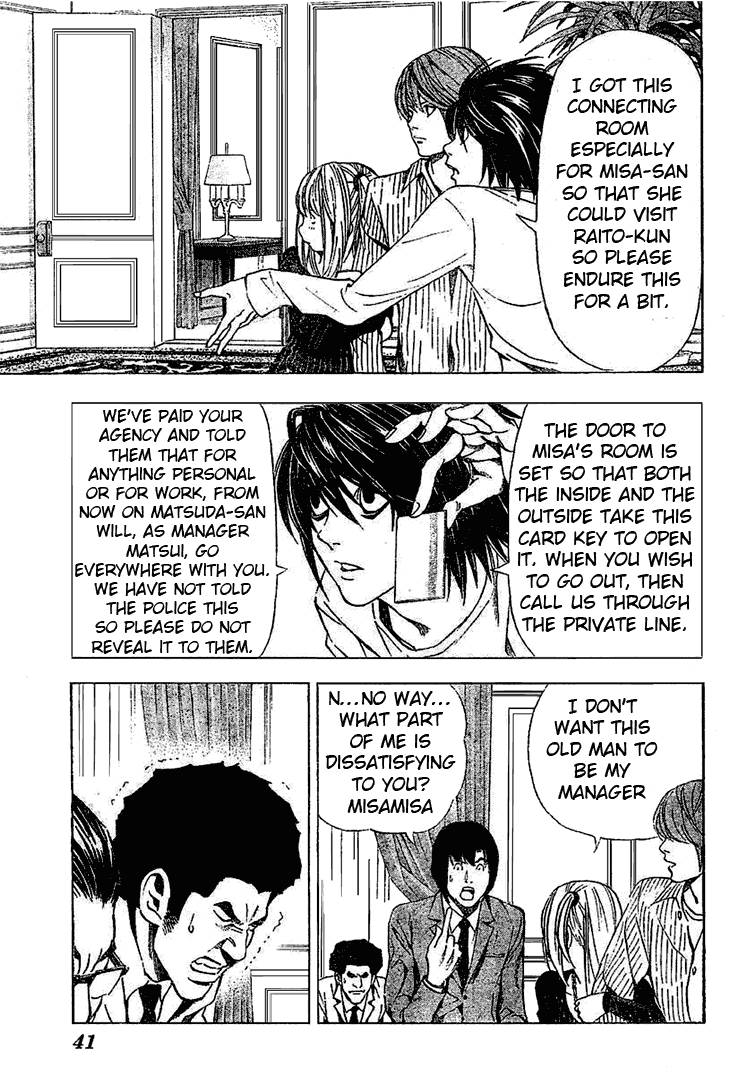 I GOT THIS
CONNECTING
ROOM
ESPECIALLY
FOR MISA-SAN
SO THAT SHE
COULD VISIT
RAITO-KUN
SO PLEASE
ENDURE THIS
FOR A BIT.
THE DOOR TO
MISA'S ROOM IS
SET SO THAT BOTH
THE INSIDE AND THE
OUTSIDE TAKE THIS
CARD KEY TO OPEN
IT. WHEN YOU WISH
TO GO OUT, THEN
CALL US THROUGH
THE PRIVATE LINE.
WE'VE PAID YOUR
AGENCY AND TOLD
THEM THAT FOR
ANYTHING PERSONAL
OR FOR WORK, FROM
NOW ON MATSUDA-SAN
WILL, AS MANAGER
MATSUI, GO
EVERYWHERE WITH YOU.
WE HAVE NOT TOLD
THE POLICE THIS
SO PLEASE DO NOT
REVEAL IT TO THEM.
I DON'T
WANT THIS
OLD MAN TO
BE MY
MANAGER
N...NO WAY...
WHAT PART
OF ME IS
DISSATISFYING
TO YOU?
MISAMISA
41